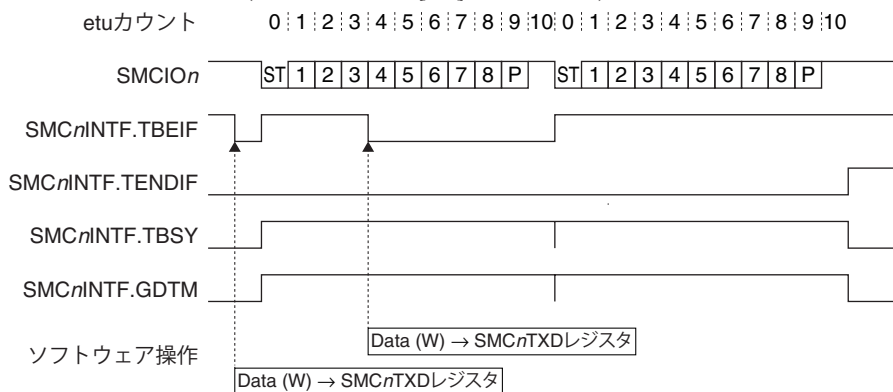 etuカウント 0 1 2 3 4 5 6 7 8 9 10 0 1 2 3 4 5 6 7 8 9 10
SMCIOn ST 1 2 3 4 5 6 7 8 P ST 1 2 3 4 5 6 7 8 P
SMCnINTF.TBEIF
SMCnINTF.TENDIF
SMCnINTF.TBSY
SMCnINTF.GDTM
ソフトウェア操作
Data (W) → SMCnTXDレジスタ
Data (W) → SMCnTXDレジスタ